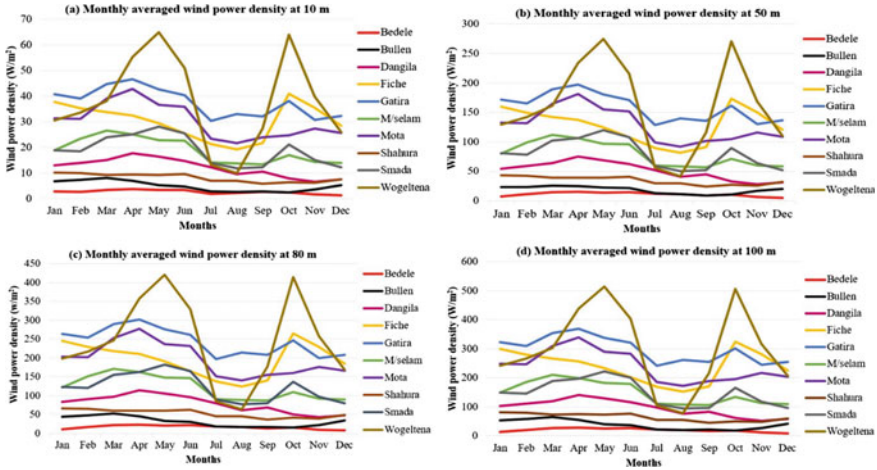 (a) Monthly averaged wind power density at 10 m
Wind power density (W/m²)
70
60
50
40
30
20
10
0
Jan Feb Mar Apr May Jun Jul Aug Sep Oct Nov Dec
Months
Bedele
Bullen
Dangila
Fiche
Gatira
M/selam
Mota
Shahura
Smada
Wogeltena
(b) Monthly averaged wind power density at 50 m
Wind power density (W/m²)
300
250
200
150
100
50
0
Jan Feb Mar Apr May Jun Jul Aug Sep Oct Nov Dec
Months
Bedele
Bullen
Dangila
Fiche
Gatira
M/selam
Mota
Shahura
Smada
Wogeltena
(c) Monthly averaged wind power density at 80 m
Wind power density (w/m²)
450
400
350
300
250
200
150
100
50
0
Jan Feb Mar Apr May Jun Jul Aug Sep Oct Nov Dec
Months
Bedele
Bullen
Dangila
Fiche
Gatira
M/selam
Mota
Shahura
Smada
Wogeltena
(d) Monthly averaged wind power density at 100 m
Wind power density (W/m²)
600
500
400
300
200
100
0
Jan Feb Mar Apr May Jun Jul Aug Sep Oct Nov Dec
Months
Bedele
Bullen
Dangila
Fiche
Gatira
M/selam
Mota
Shahura
Smada
Wogeltena